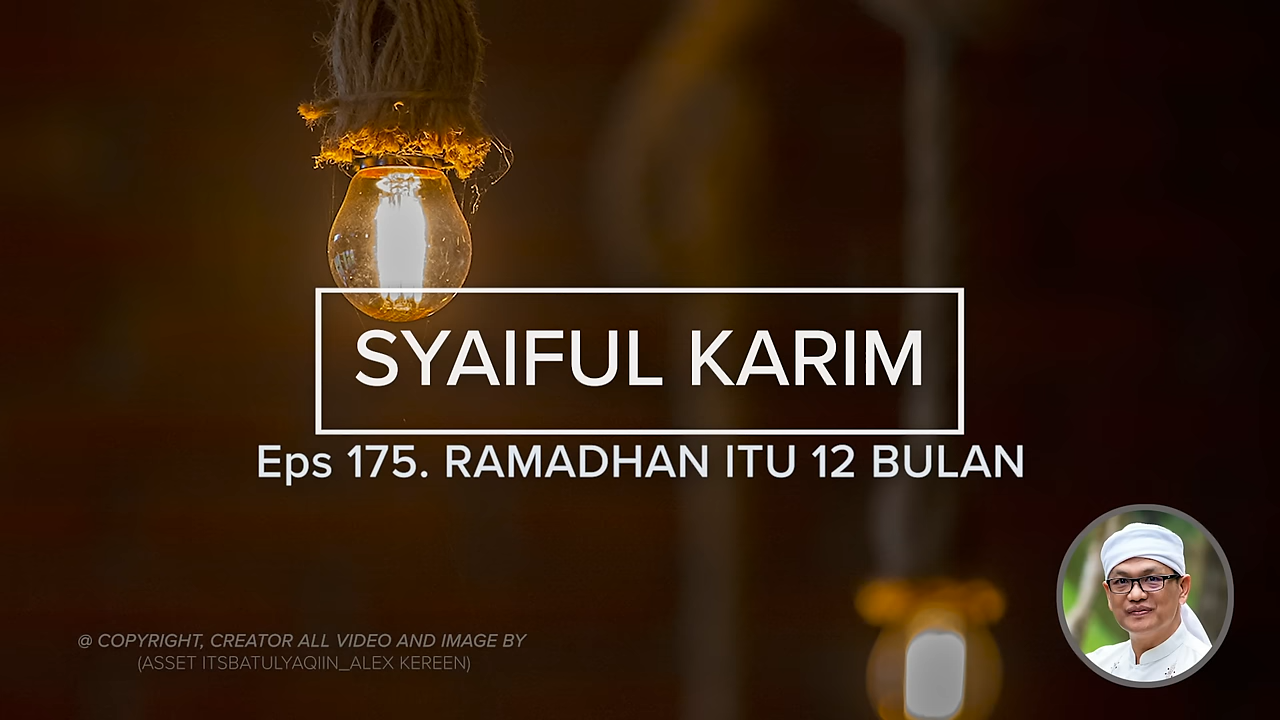 SYAIFUL KARIM
Eps 175. RAMADHAN ITU 12 BULAN
@ COPYRIGHT, CREATOR ALL VIDEO AND IMAGE BY
(ASSET ITSBATULYAQIIN_ALEX KEREEN)